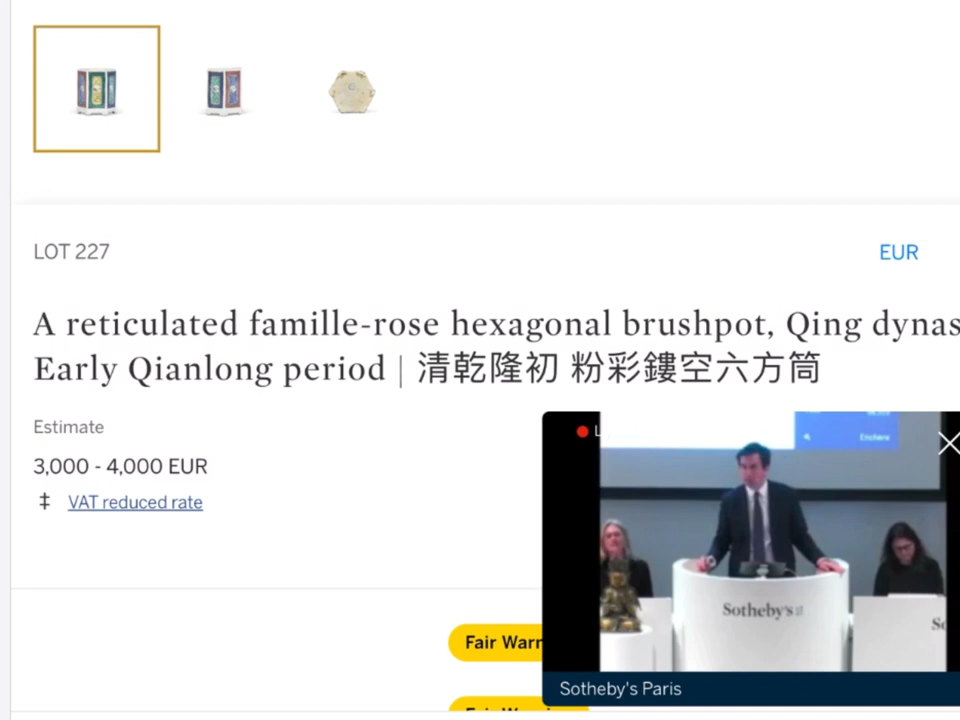 LOT 227
EUR
A reticulated famille-rose hexagonal brushpot, Qing dynas
Early Qianlong period | 清乾隆初 粉彩鏤空六方筒
Estimate
3,000 - 4,000 EUR
‡ VAT reduced rate
L
Enchere
Sotheby's
So
Fair Warn
Sotheby's Paris